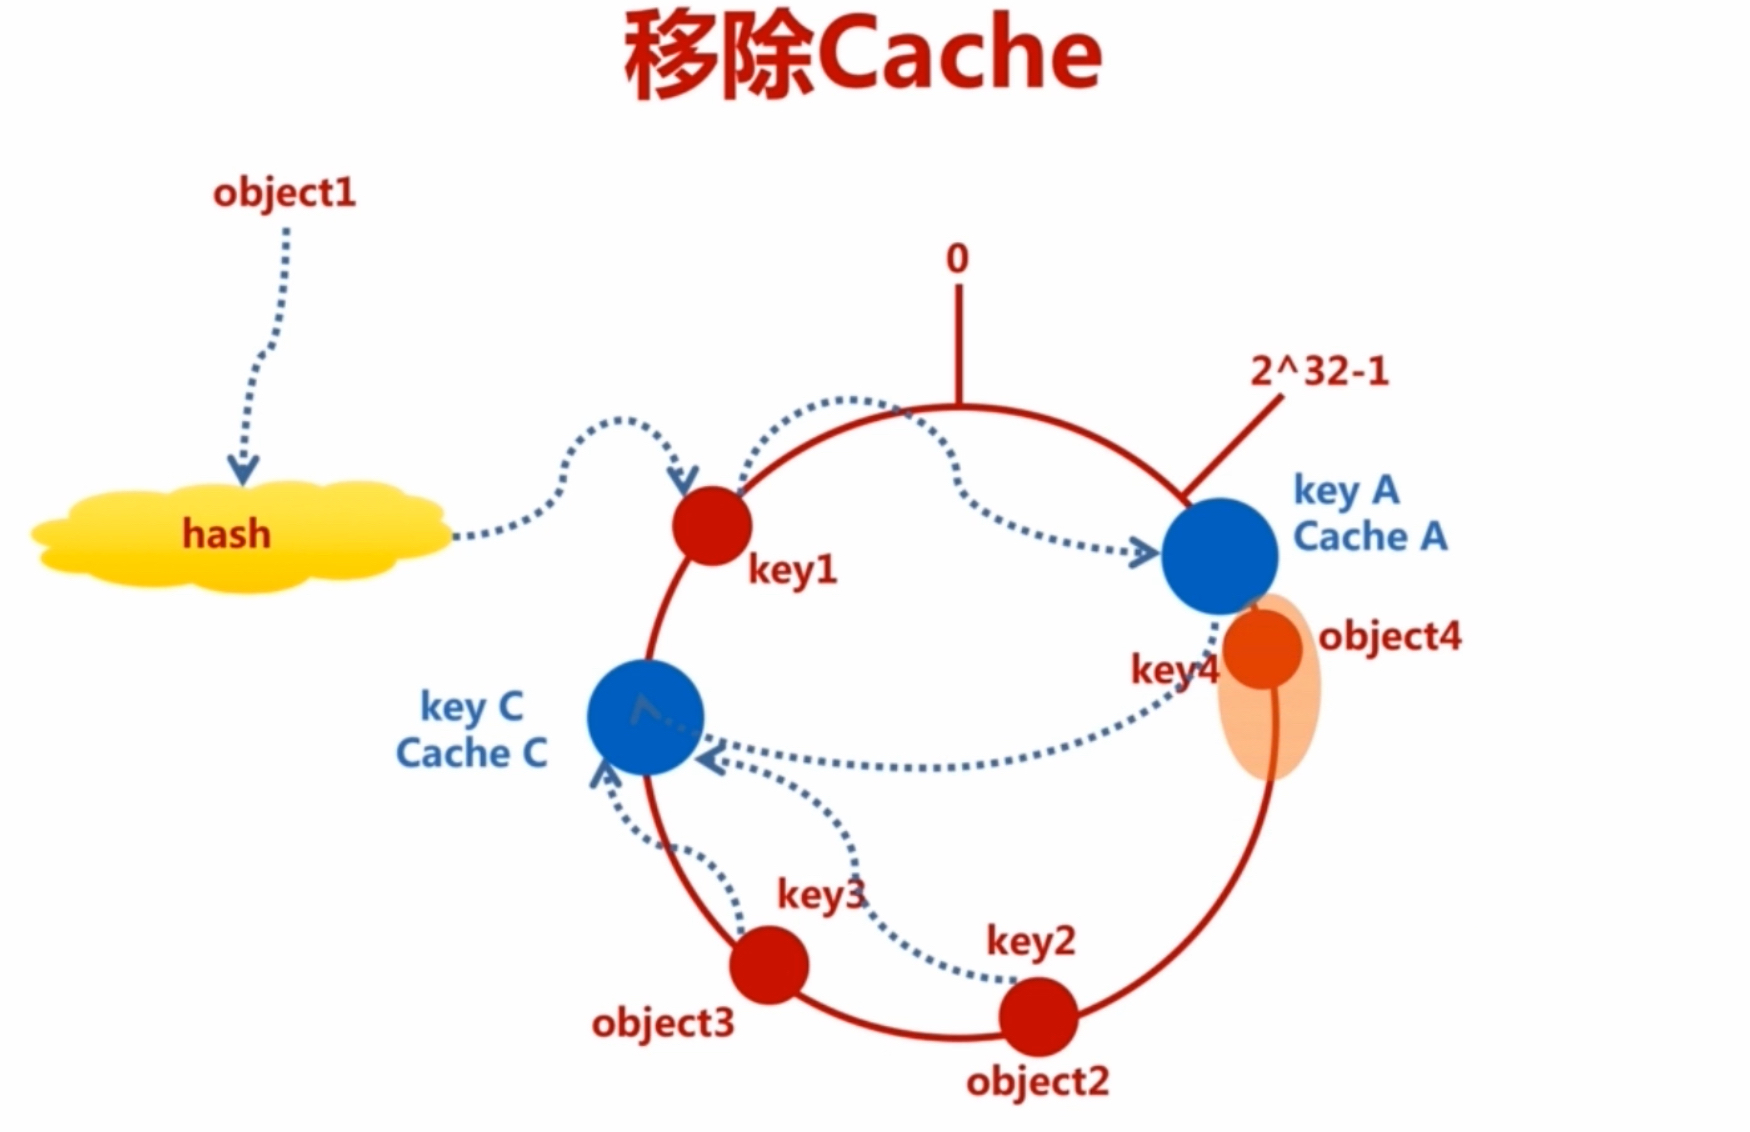 移除Cache
object1
0
2^32-1
hash
key A
Cache A
key1
object4
key4
key C
Cache C
key3
key2
object3
object2